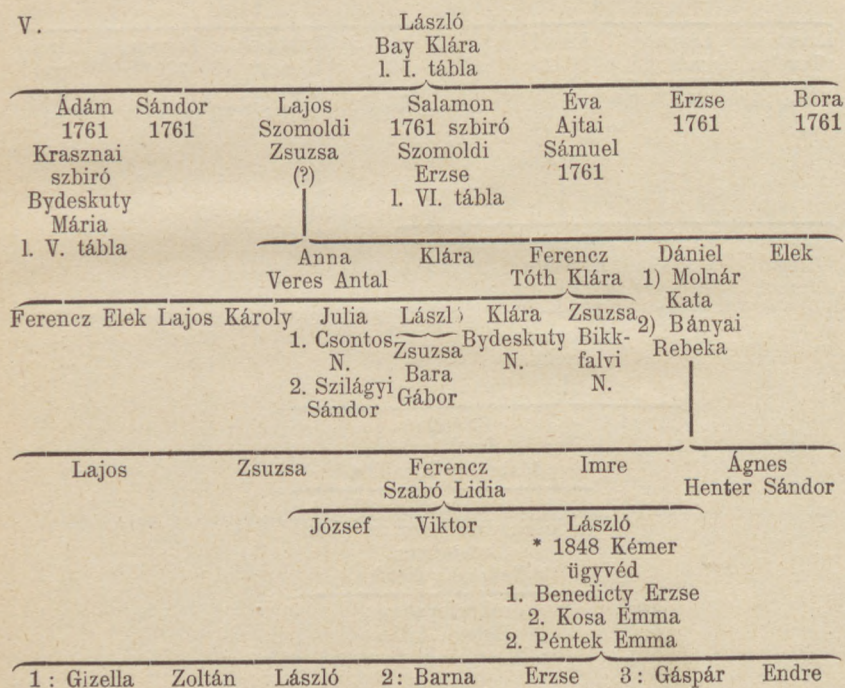 V.
László
Bay Klára
l. I. tábla
Ádám Sándor Lajos Salamon Éva Erzse Bora
1761 1761 Szomoldi 1761 szbiró Ajtai 1761 1761
Krasznai Zsuzsa Szomoldi Sámuel
szbiró (?) Erzse 1761
Bydeskuty l. VI. tábla
Mária
l. V. tábla
Anna Klára Ferencz Dániel Elek
Veres Antal Tóth Klára 1) Molnár
Kata
2) Bányai
Rebeka
Ferencz Elek Lajos Károly Julia László Klára Zsuzsa
1. Csontos Zsuzsa Bydeskuty Bikk-
N. Bara N. falvi
2. Szilágyi Gábor N.
Sándor
Lajos Zsuzsa Ferencz Imre Ágnes
Szabó Lidia Henter Sándor
József Viktor László
* 1848 Kémer
ügyvéd
1. Benedicty Erzse
2. Kosa Emma
2. Péntek Emma
1 : Gizella Zoltán László 2: Barna Erzse 3 : Gáspár Endre